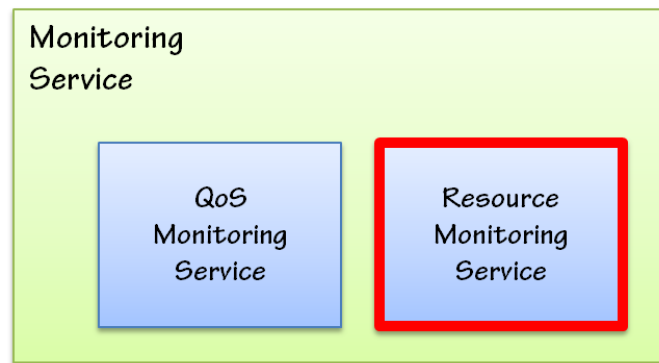 Monitoring
Service
QoS
Monitoring
Service
Resource
Monitoring
Service